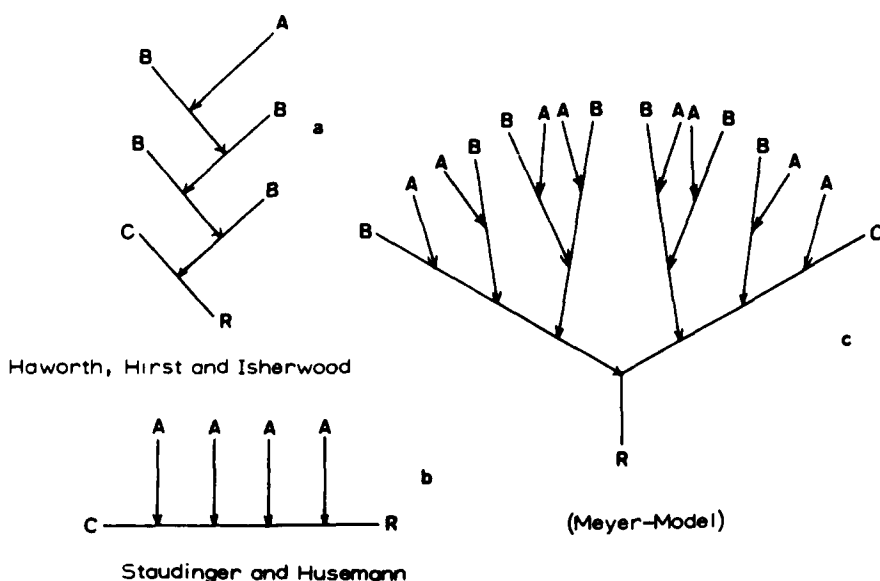 A
B
B
a
B
B
C
R
Haworth, Hirst and Isherwood
A A A A
b
C R
Staudinger and Husemann
B A A B B A A B
A B B A
A A
B C
c
R
(Meyer-Model)